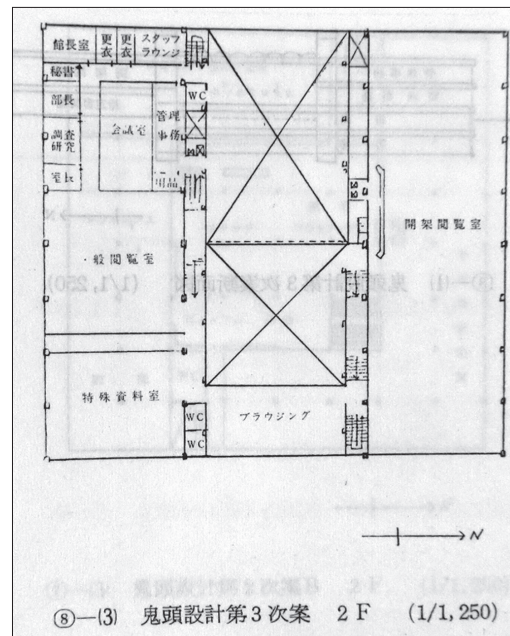 館長室 更衣 更衣 スタッフラウンジ
秘書
部長
WC
会議室
管理事務
調査研究
室長
用品
開架閲覧室
一般閲覧室
特殊資料室
ブラウジング
WC
WC
N
⑧―(3) 鬼頭設計第3次案 2F (1/1,250)